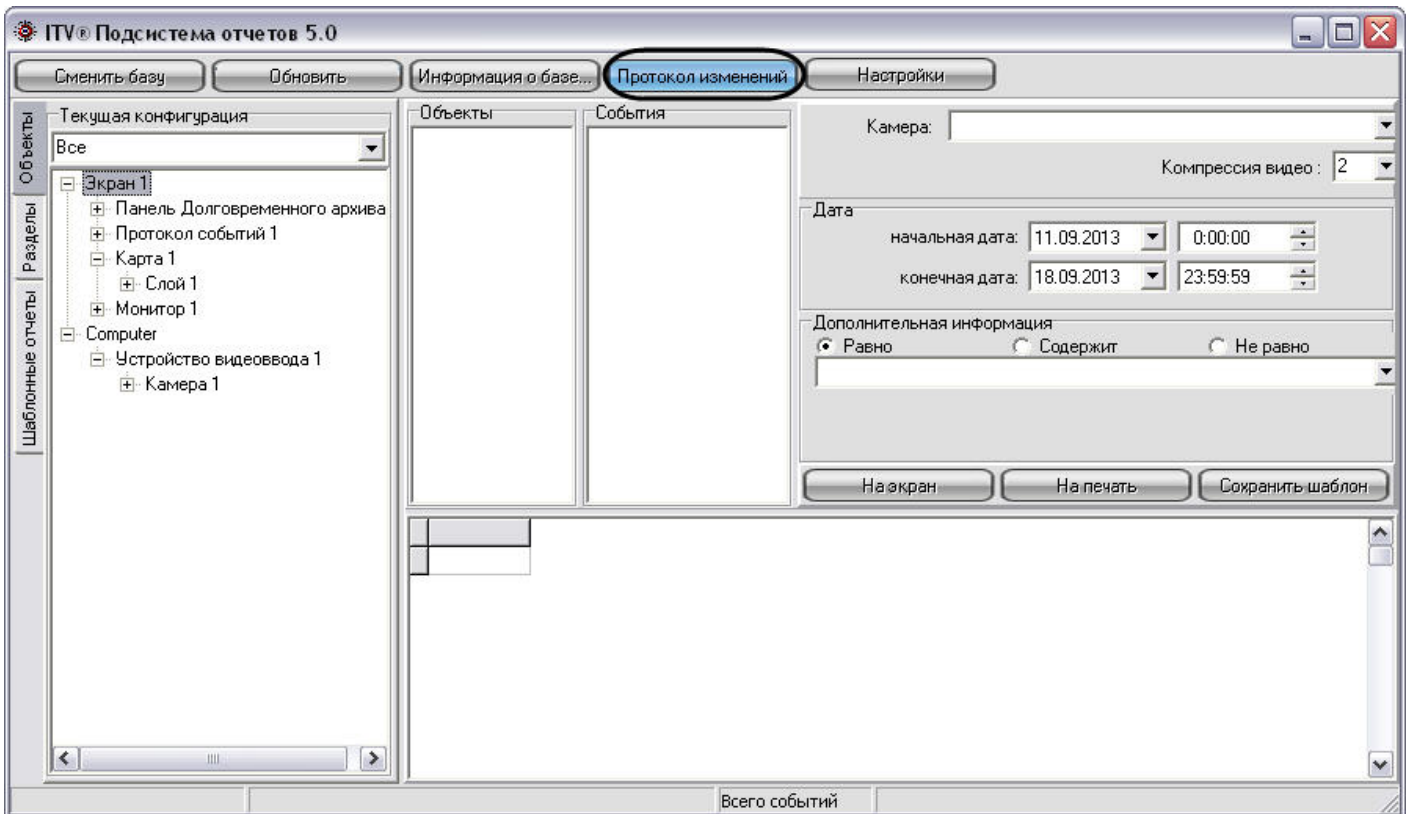 ITV® Подсистема отчетов 5.0
Сменить базу
Обновить
Информация о базе...
Протокол изменений
Настройки
Объекты
Разделы
Шаблонные отчеты
Текущая конфигурация
Все
Экран 1
Панель Долговременного архива
Протокол событий 1
Карта 1
Слой 1
Монитор 1
Computer
Устройство видеоввода 1
Камера 1
Объекты
События
Камера:
Компрессия видео : 2
Дата
начальная дата: 11.09.2013 0:00:00
конечная дата: 18.09.2013 23:59:59
Дополнительная информация
Равно Содержит Не равно
На экран
На печать
Сохранить шаблон
Всего событий